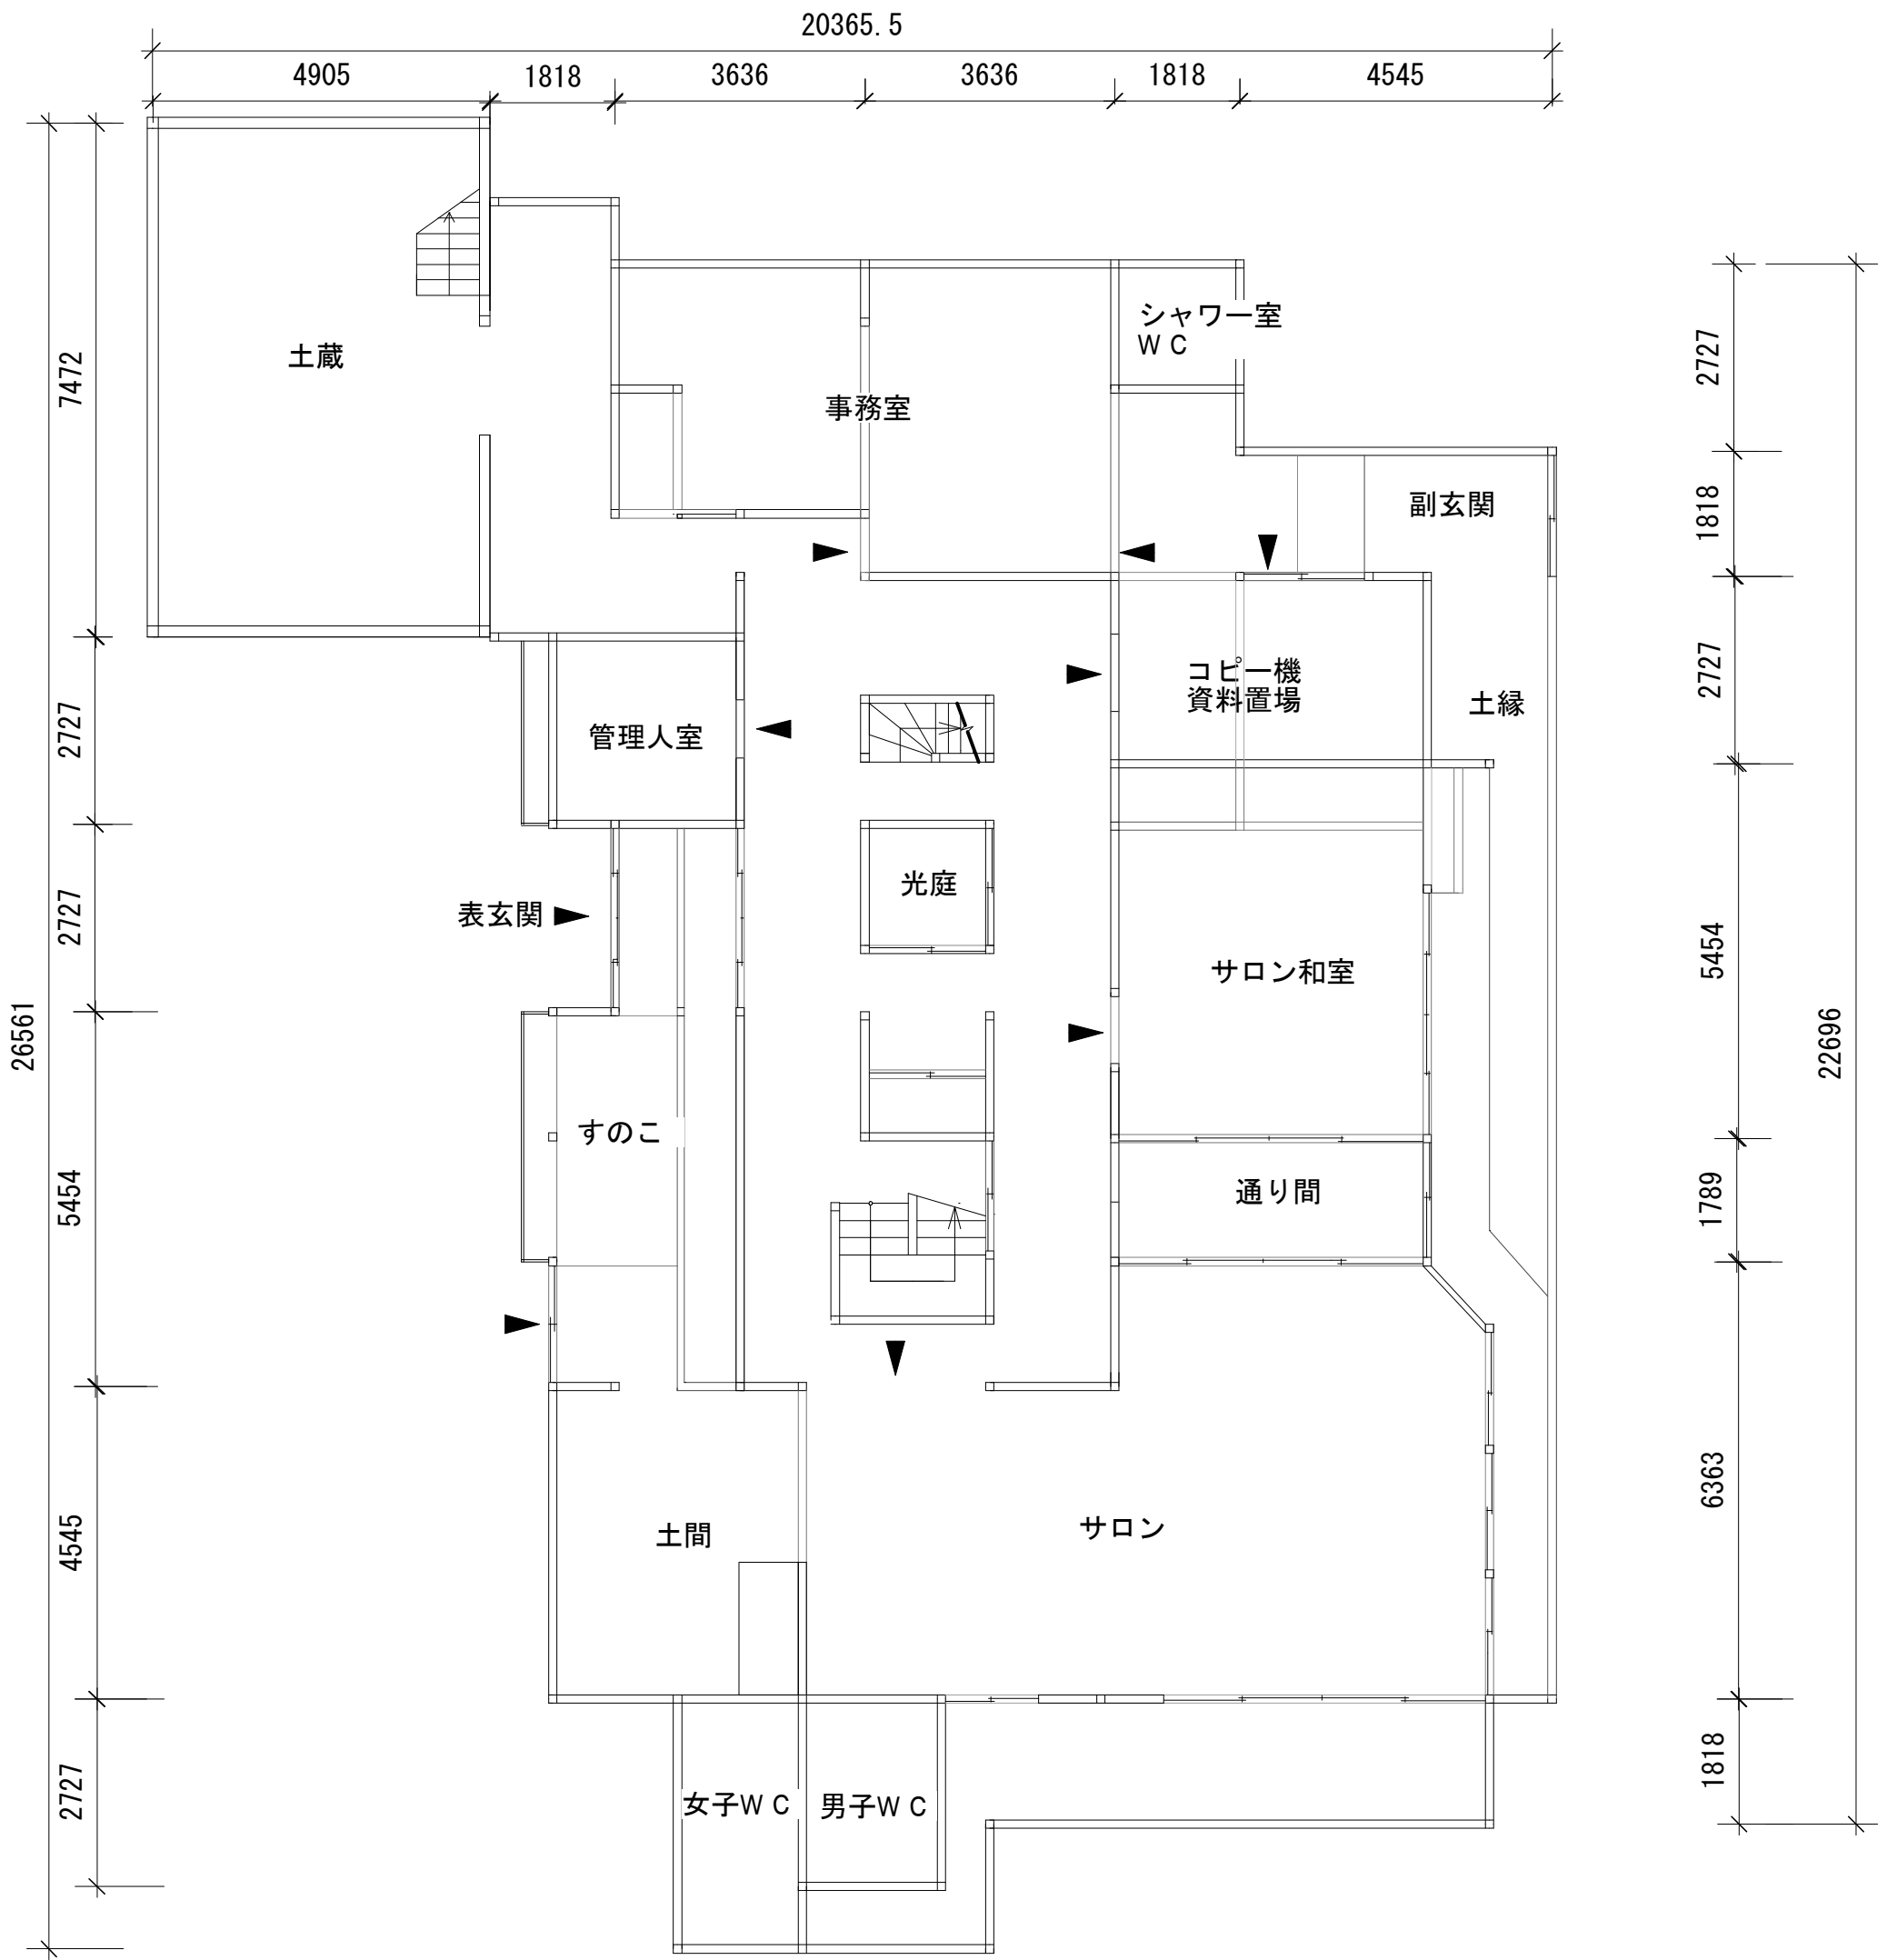 20365.5
4905
1818
3636
3636
1818
4545
26561
7472
2727
2727
5454
4545
2727
土蔵
事務室
シャワー室
ＷＣ
副玄関
コピー機
資料置場
土縁
管理人室
光庭
表玄関
サロン和室
すのこ
通り間
土間
サロン
女子ＷＣ
男子ＷＣ
2727
1818
2727
5454
1789
6363
1818
22696